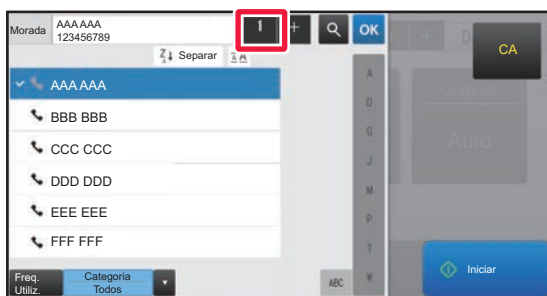 Morada AAA AAA
123456789
1 +
OK
CA
Z↓ Separar
AAA AAA
BBB BBB
CCC CCC
DDD DDD
EEE EEE
FFF FFF
A
D
G
J
M
P
T
W
ABC
Original
Auto
Freq.
Utiliz.
Categoria
Todos
Iniciar